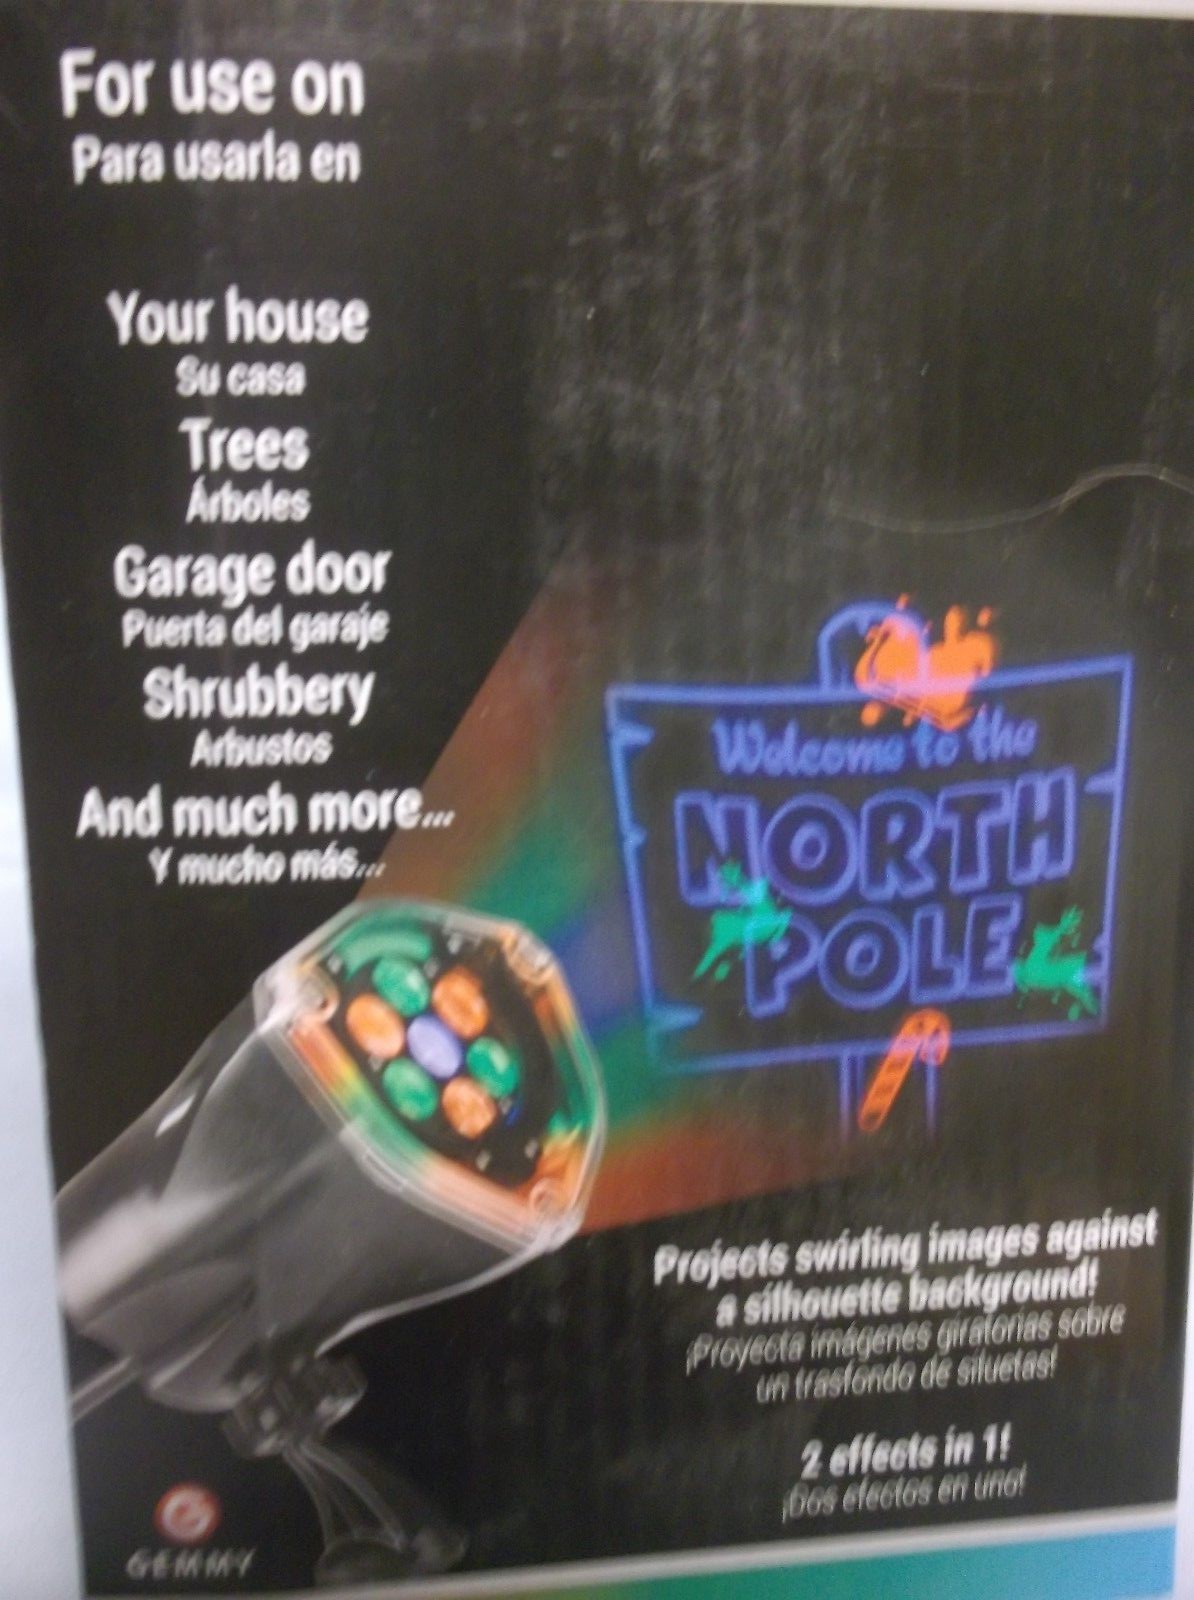 For use on
Para usarla en
Your house
Su casa
Trees
Árboles
Garage door
Puerta del garaje
Shrubbery
Arbustos
And much more...
Y mucho más...
Welcome to the
NORTH
POLE
Projects swirling images against
a silhouette background!
¡Proyecta imágenes giratorias sobre
un trasfondo de siluetas!
2 effects in 1!
¡Dos efectos en uno!
GEMMY